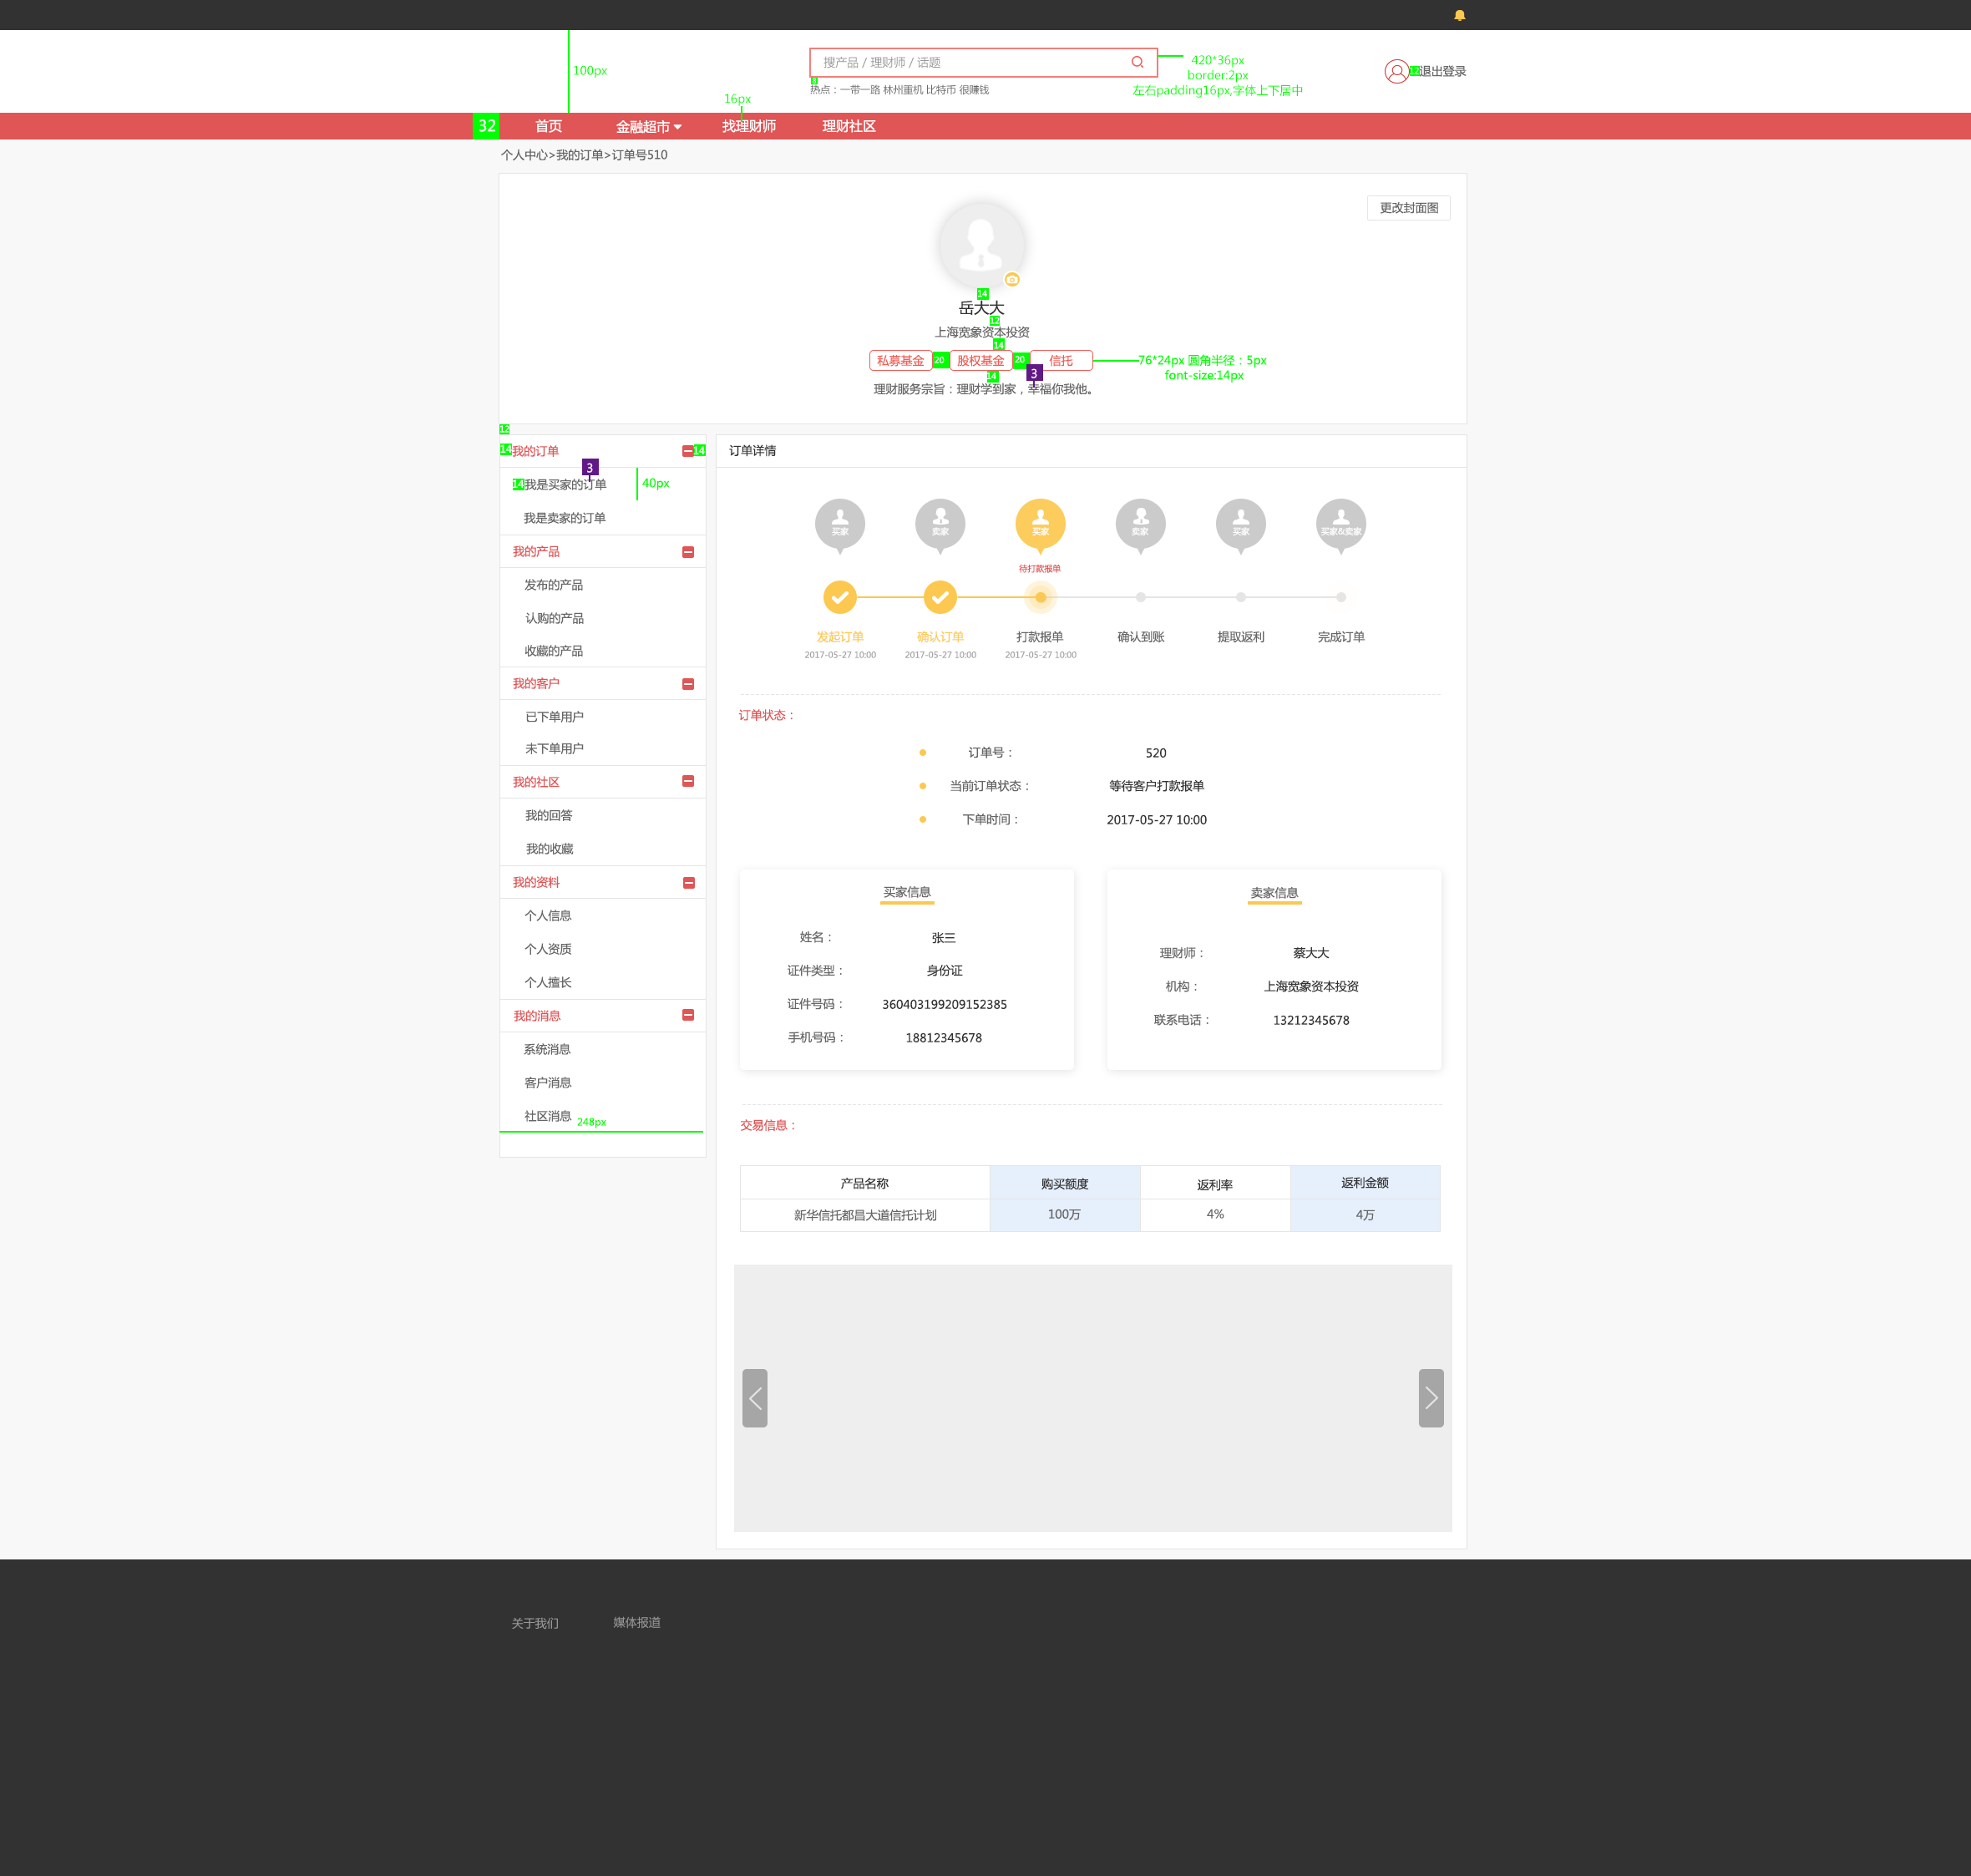 100px
搜产品 / 理财师 / 话题
420*36px
border:2px
左右padding16px,字体上下居中
12
退出登录
8
热点：一带一路 林州重机 比特币 很赚钱
16px
32
首页
金融超市
找理财师
理财社区
个人中心>我的订单>订单号510
更改封面图
14
岳大大
12
上海宽象资本投资
14
私募基金
20
股权基金
20
信托
76*24px 圆角半径：5px
font-size:14px
14
3
理财服务宗旨：理财学到家，幸福你我他。
12
14
我的订单
14
3
14
我是买家的订单
40px
我是卖家的订单
我的产品
发布的产品
认购的产品
收藏的产品
我的客户
已下单用户
未下单用户
我的社区
我的回答
我的收藏
我的资料
个人信息
个人资质
个人擅长
我的消息
系统消息
客户消息
社区消息
248px
订单详情
买家
卖家
买家
卖家
买家
买家&卖家
待打款报单
发起订单
确认订单
打款报单
确认到账
提取返利
完成订单
2017-05-27 10:00
2017-05-27 10:00
2017-05-27 10:00
订单状态：
订单号：
520
当前订单状态：
等待客户打款报单
下单时间：
2017-05-27 10:00
买家信息
姓名：
张三
证件类型：
身份证
证件号码：
360403199209152385
手机号码：
18812345678
卖家信息
理财师：
蔡大大
机构：
上海宽象资本投资
联系电话：
13212345678
交易信息：
产品名称
购买额度
返利率
返利金额
新华信托都昌大道信托计划
100万
4%
4万
关于我们
媒体报道